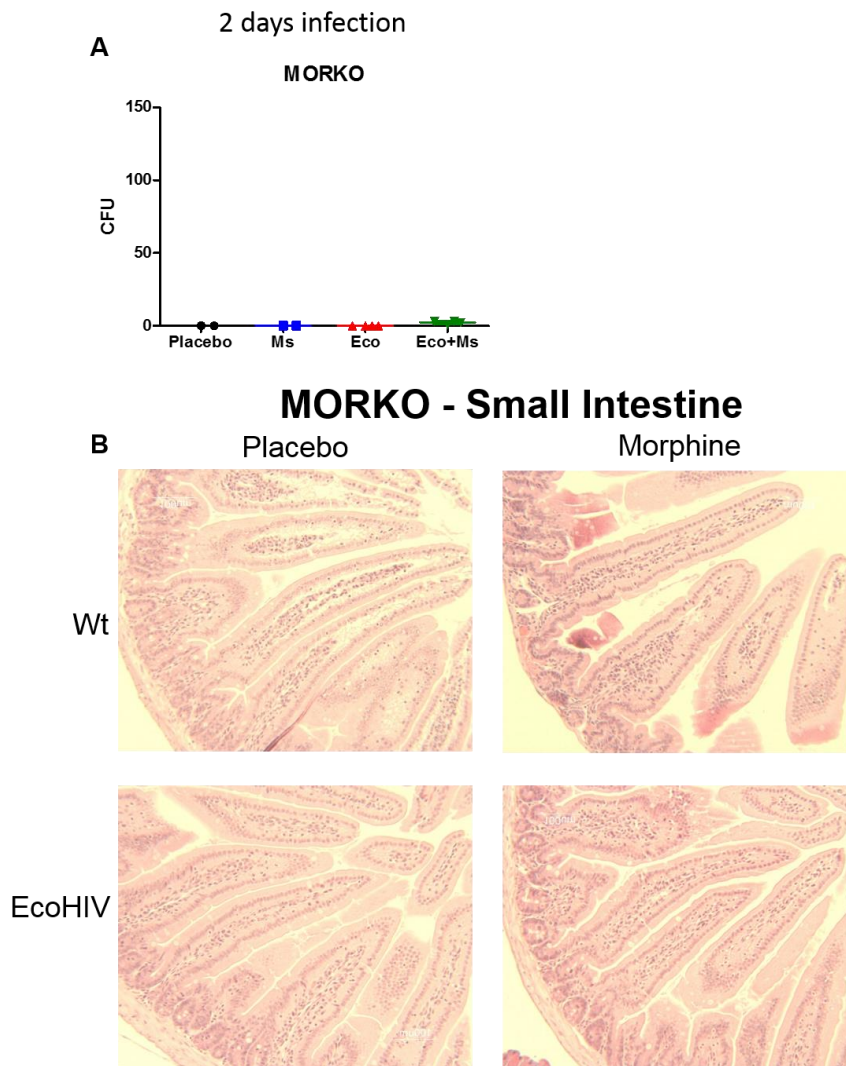 2 days infection
A
MORKO
150
100
50
0
CFU
Placebo Ms Eco Eco+Ms
MORKO - Small Intestine
B
Placebo Morphine
Wt
EcoHIV